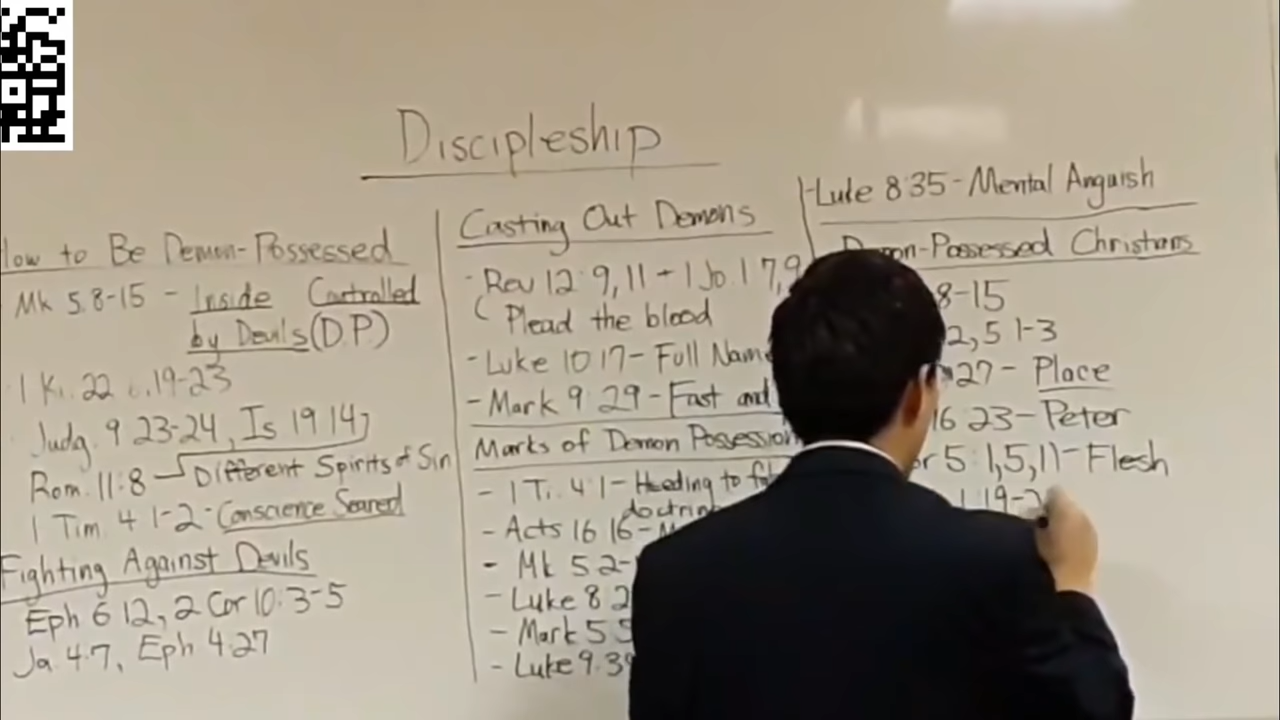 Discipleship
How to Be Demon-Possessed
Mk 5.8-15 - Inside Controlled
by Devils (D.P.)
1 Ki. 22 19-23
Judg. 9 23-24, Is 19 14
Rom. 11:8 - Different Spirits of Sin
1 Tim. 4 1-2 - Conscience Seared
Fighting Against Devils
Eph 6 12, 2 Cor 10:3-5
Ja. 4:7, Eph 4:27
Casting Out Demons
- Rev 12:9, 11 + 1 Jo. 1 7,9
Plead the blood
- Luke 10 17 - Full Name
- Mark 9:29 - Fast and
Marks of Demon Possession
- 1 Ti. 4:1 - Heeding to
doctrin
- Acts 16 16 -
- Mk 5 2-
- Luke 8 2
- Mark 5 5
- Luke 9:39
- Luke 8:35 - Mental Anguish
Demon-Possessed Christians
8-15
2, 5 1-3
27 - Place
16 23 - Peter
or 5:1,5,11 - Flesh
1:19-2